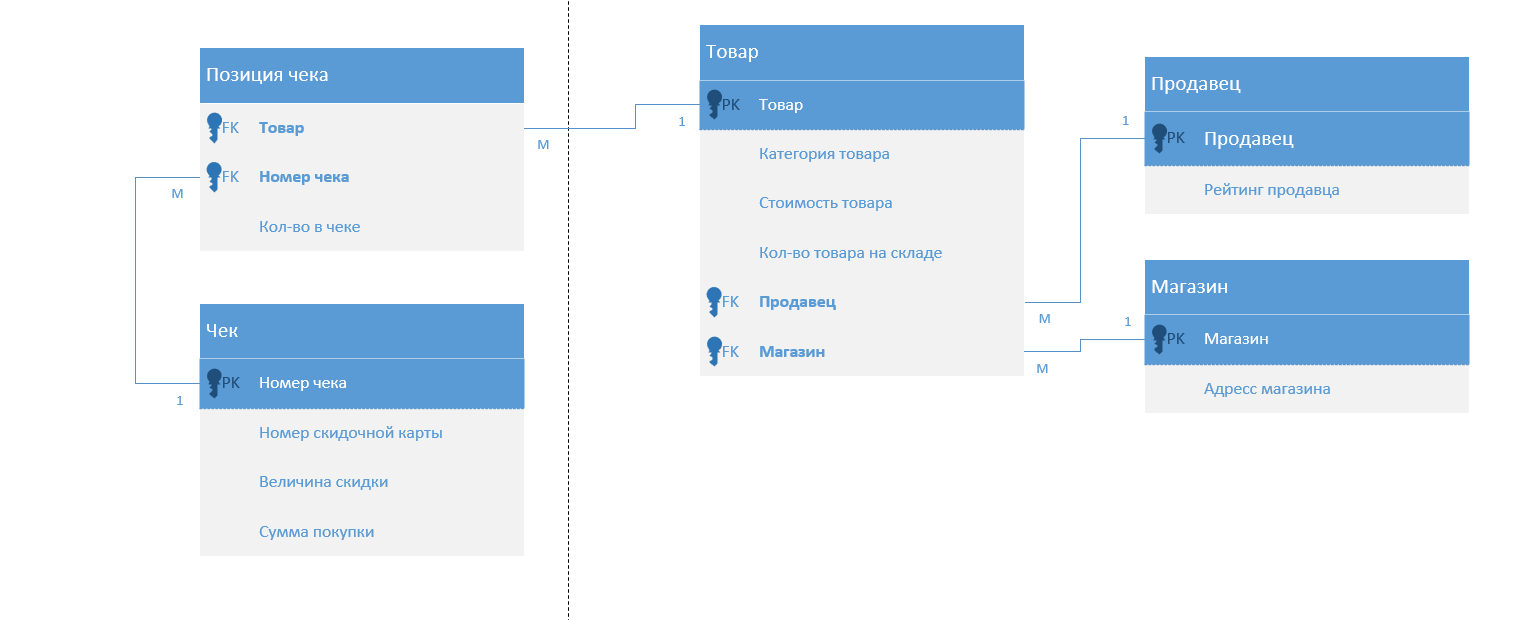 Позиция чека
FK Товар
FK Номер чека
Кол-во в чеке
M
M
Чек
PK Номер чека
1
Номер скидочной карты
Величина скидки
Сумма покупки
Товар
PK Товар
1
Категория товара
Стоимость товара
Кол-во товара на складе
FK Продавец
M
FK Магазин
M
Продавец
1
PK Продавец
Рейтинг продавца
Магазин
1
PK Магазин
Адресс магазина